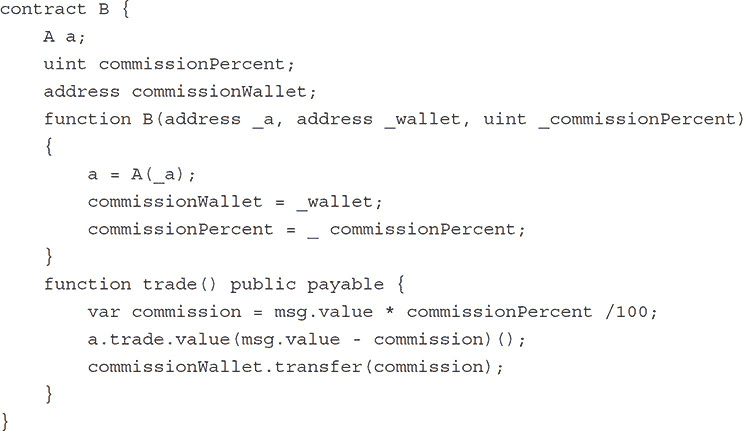 contract B {
    A a;
    uint commissionPercent;
    address commissionWallet;
    function B(address _a, address _wallet, uint _commissionPercent)
    {
        a = A(_a);
        commissionWallet = _wallet;
        commissionPercent = _ commissionPercent;
    }
    function trade() public payable {
        var commission = msg.value * commissionPercent /100;
        a.trade.value(msg.value - commission)();
        commissionWallet.transfer(commission);
    }
}